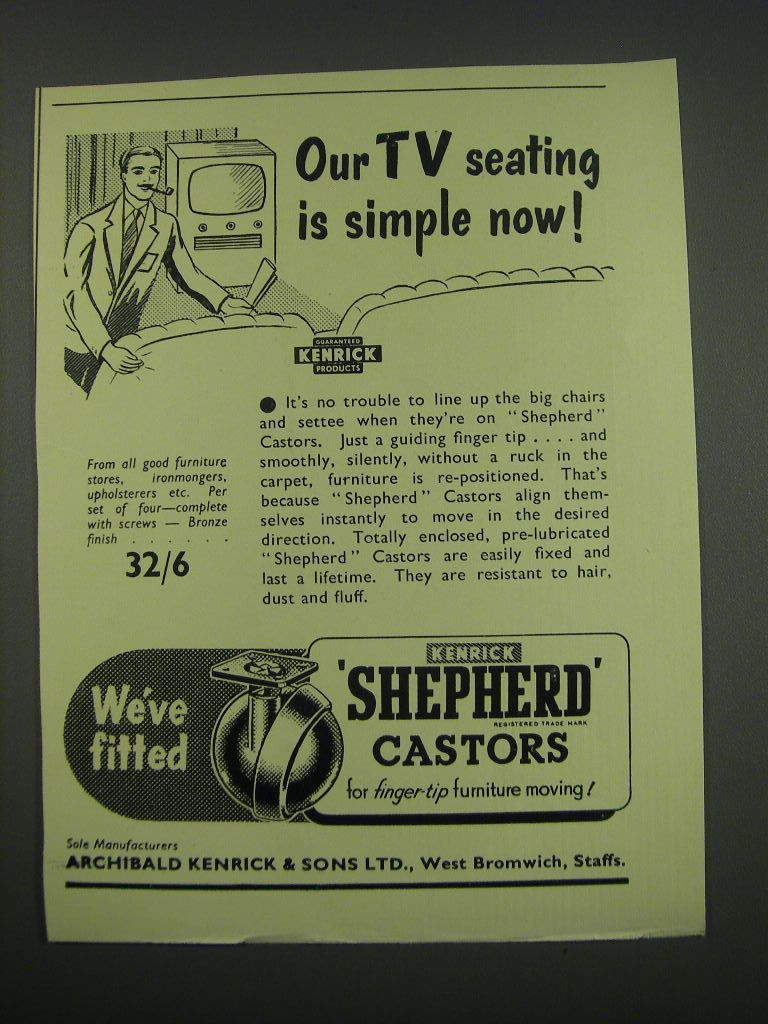 Our TV seating
is simple now!
GUARANTEED
KENRICK
PRODUCTS
● It's no trouble to line up the big chairs
and settee when they're on "Shepherd"
Castors. Just a guiding finger tip . . . . and
smoothly, silently, without a ruck in the
carpet, furniture is re-positioned. That's
because "Shepherd" Castors align them-
selves instantly to move in the desired
direction. Totally enclosed, pre-lubricated
"Shepherd" Castors are easily fixed and
last a lifetime. They are resistant to hair,
dust and fluff.
From all good furniture
stores, ironmongers,
upholsterers etc. Per
set of four—complete
with screws — Bronze
finish . . . . . .
32/6
We've
fitted
KENRICK
'SHEPHERD'
REGISTERED TRADE MARK
CASTORS
for finger-tip furniture moving!
Sole Manufacturers
ARCHIBALD KENRICK & SONS LTD., West Bromwich, Staffs.